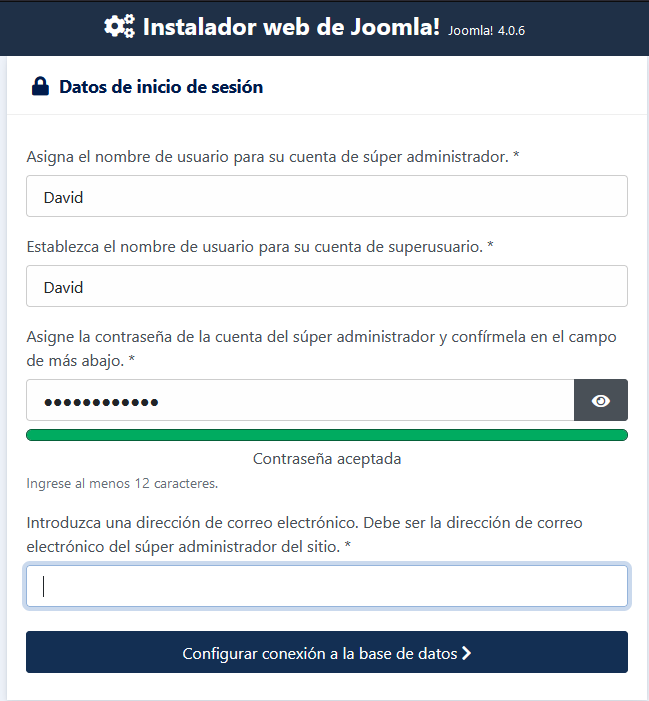 Instalador web de Joomla! Joomla! 4.0.6
Datos de inicio de sesión
Asigna el nombre de usuario para su cuenta de súper administrador. *
David
Establezca el nombre de usuario para su cuenta de superusuario. *
David
Asigne la contraseña de la cuenta del súper administrador y confírmela en el campo
de más abajo. *
••••••••••••
Contraseña aceptada
Ingrese al menos 12 caracteres.
Introduzca una dirección de correo electrónico. Debe ser la dirección de correo
electrónico del súper administrador del sitio. *
Configurar conexión a la base de datos